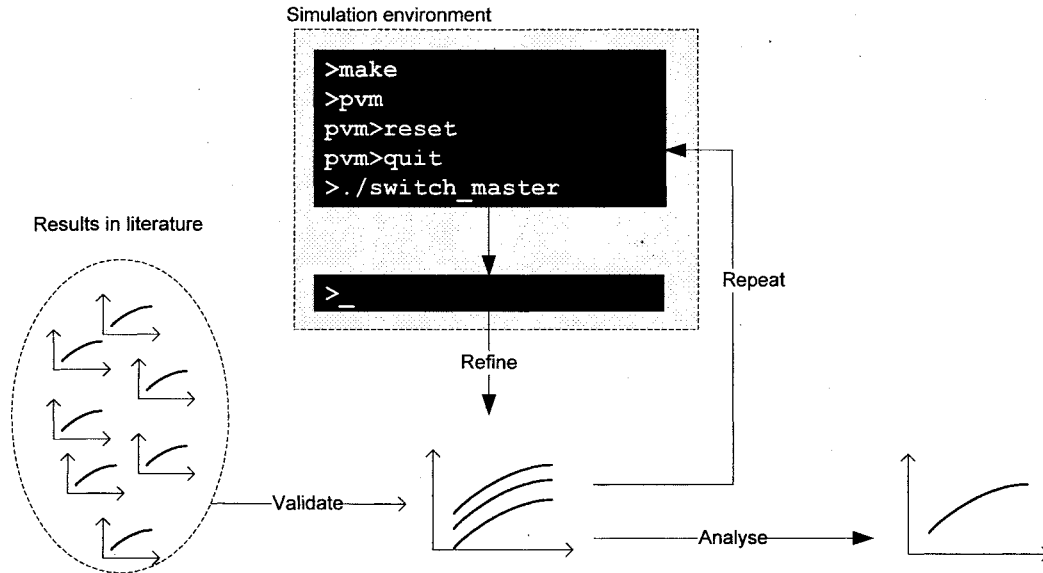 Simulation environment
>make
>pvm
pvm>reset
pvm>quit
>./switch_master
Results in literature
>_
Repeat
Refine
Validate
Analyse